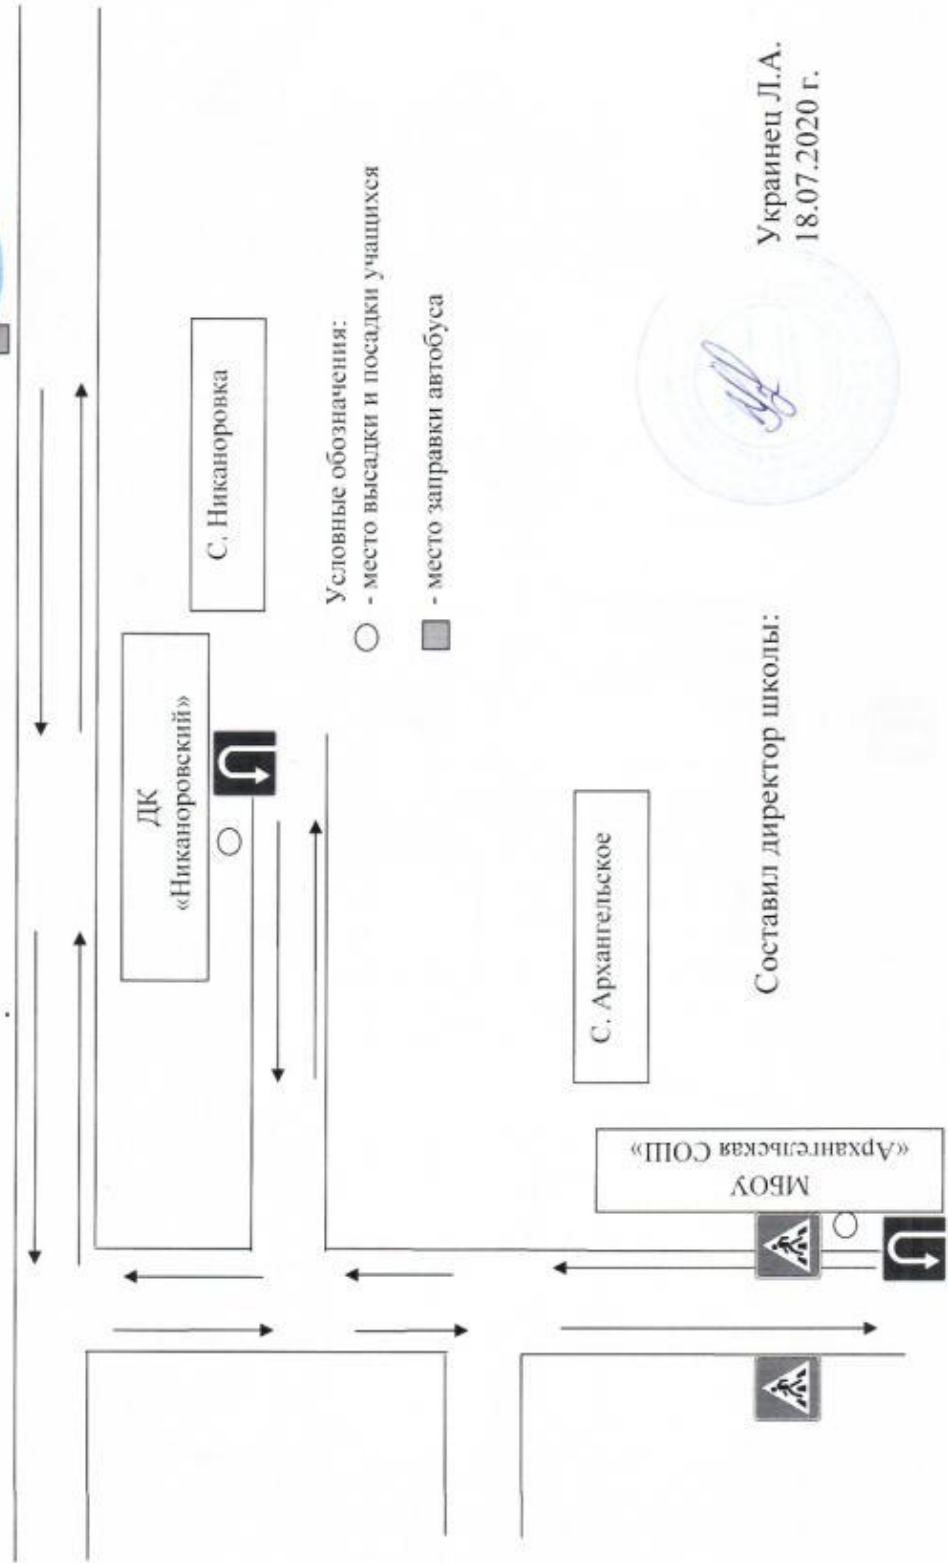 ДК
«Никаноровский»
С. Никаноровка
Условные обозначения:
- место высадки и посадки учащихся
- место заправки автобуса
С. Архангельское
МБОУ
«Архангельская СОШ»
Составил директор школы:
Украинец Л.А.
18.07.2020 г.